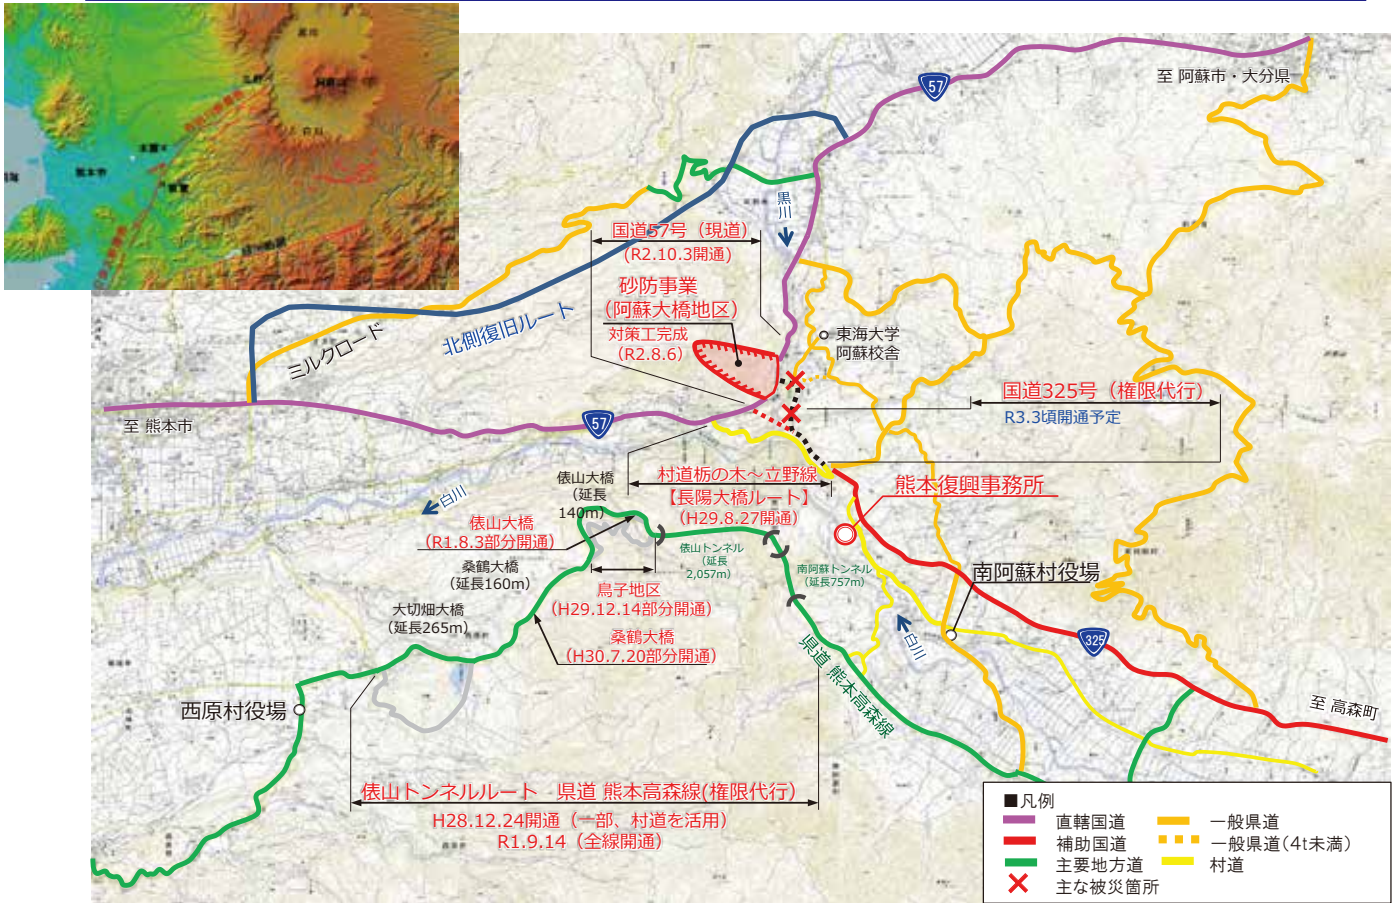 熊本市
至 阿蘇市・大分県
57
黒川
国道57号（現道）
(R2.10.3開通)
砂防事業
（阿蘇大橋地区）
対策工完成
(R2.8.6)
北側復旧ルート
ミルクロード
東海大学
阿蘇校舎
国道325号（権限代行）
R3.3頃開通予定
至 熊本市
57
白川
村道栃の木～立野線
【長陽大橋ルート】
(H29.8.27開通)
熊本復興事務所
俵山大橋
（延長
140m）
俵山大橋
（R1.8.3部分開通）
桑鶴大橋
（延長160m）
俵山トンネル
（延長
2,057m）
南阿蘇トンネル
（延長757m）
鳥子地区
（H29.12.14部分開通）
大切畑大橋
（延長265m）
桑鶴大橋
（H30.7.20部分開通）
南阿蘇村役場
白川
325
県道 熊本高森線
西原村役場
至 高森町
俵山トンネルルート　県道 熊本高森線(権限代行）
H28.12.24開通（一部、村道を活用）
R1.9.14（全線開通）
■凡例
直轄国道
一般県道
補助国道
一般県道(4t未満)
主要地方道
村道
主な被災箇所